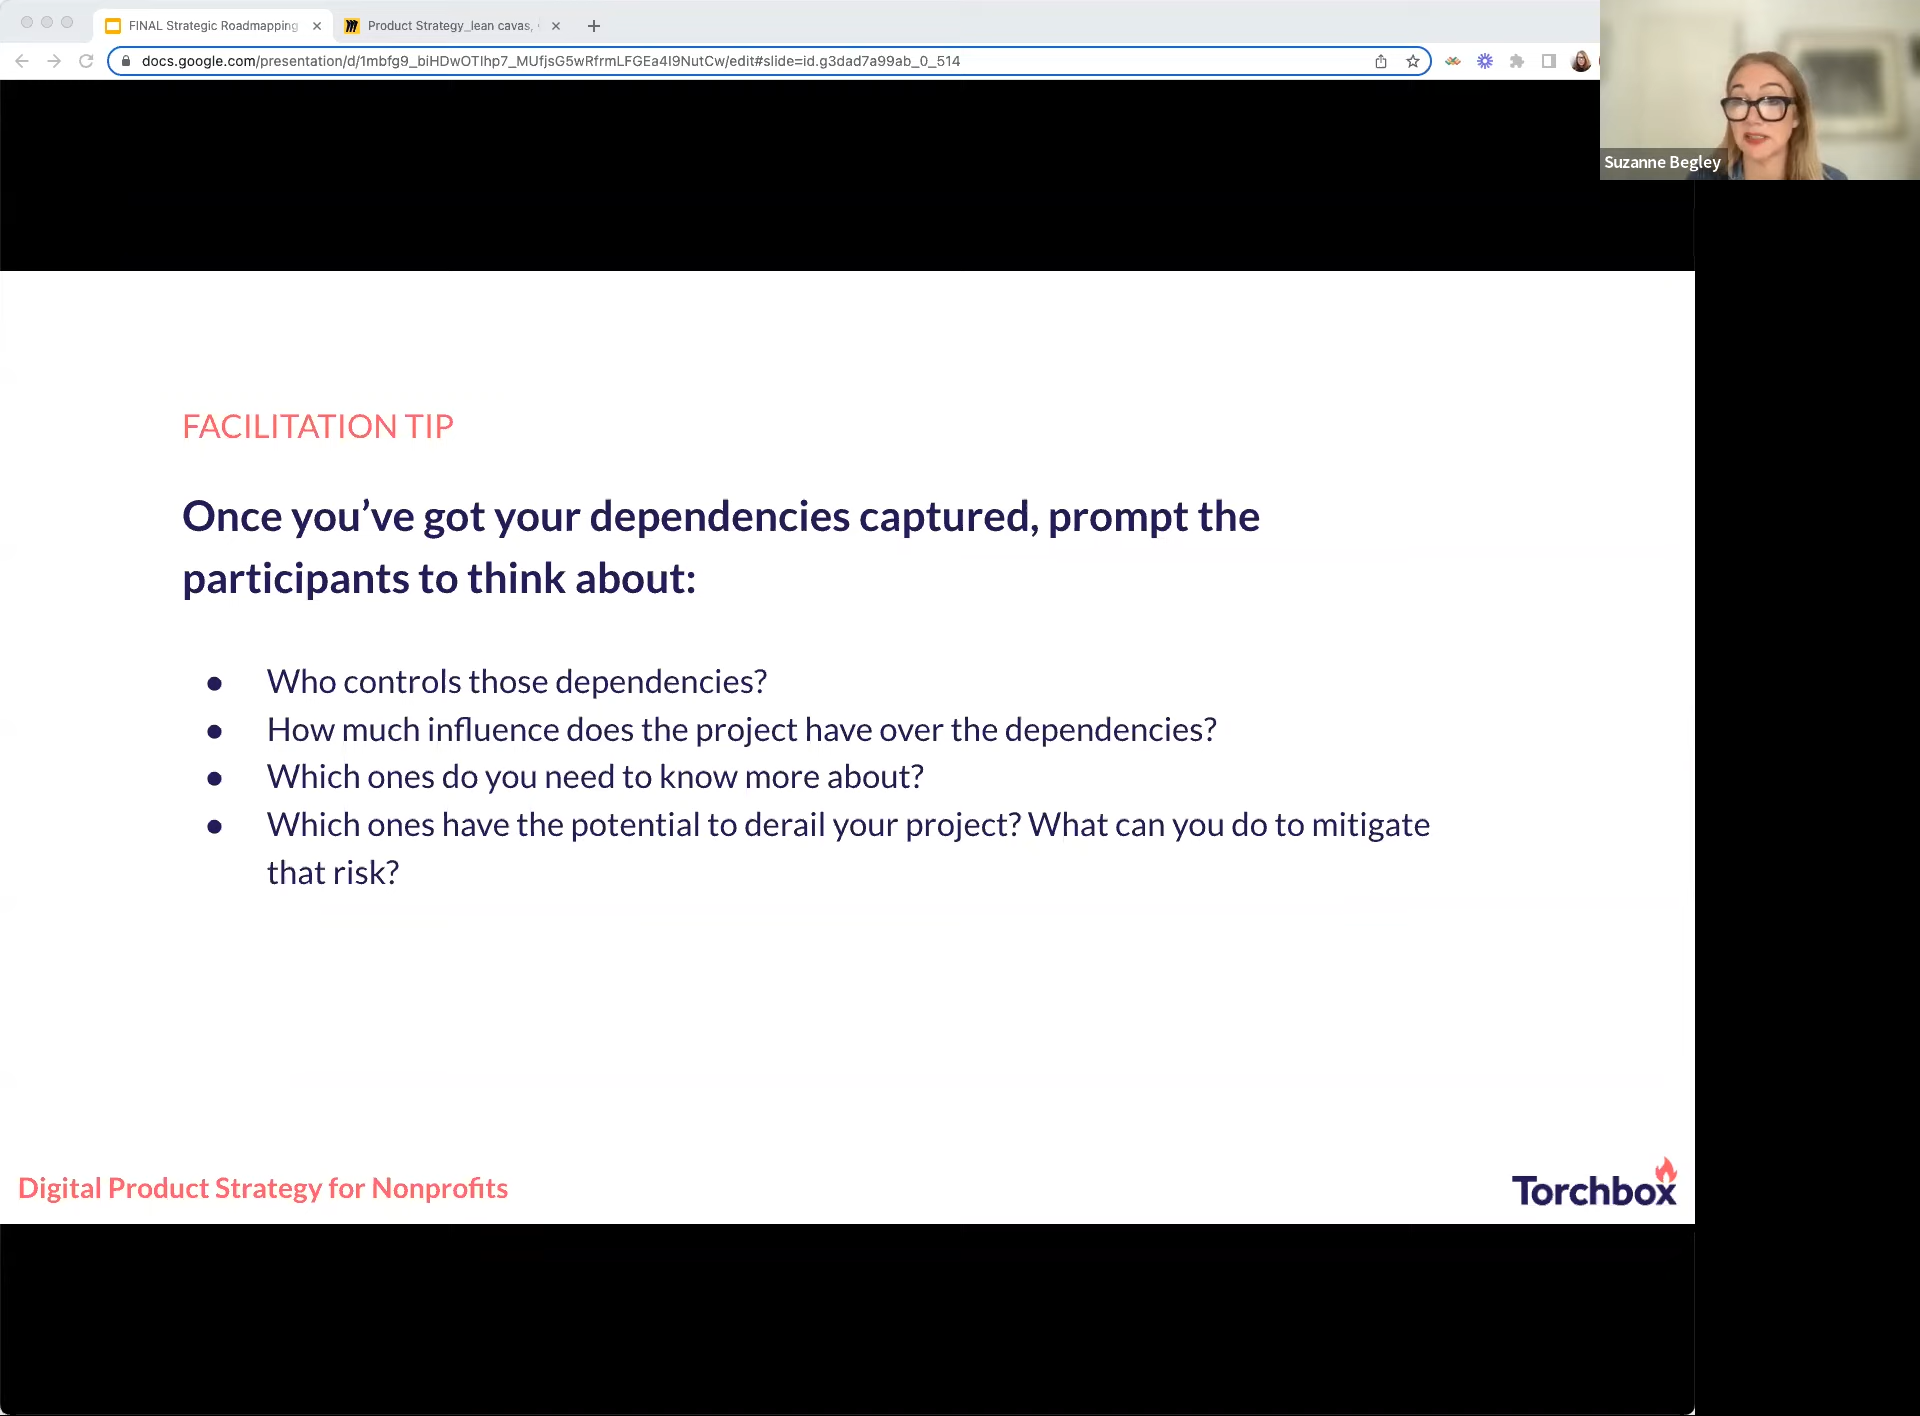 FINAL Strategic Roadmapping
Product Strategy_lean cavas,
docs.google.com/presentation/d/1mbfg9_biHDwOTIhp7_MUfjsG5wRfrmLFGEa4I9NutCw/edit#slide=id.g3dad7a99ab_0_514
Suzanne Begley
FACILITATION TIP
Once you’ve got your dependencies captured, prompt the
participants to think about:
● Who controls those dependencies?
● How much influence does the project have over the dependencies?
● Which ones do you need to know more about?
● Which ones have the potential to derail your project? What can you do to mitigate
that risk?
Digital Product Strategy for Nonprofits
Torchbox